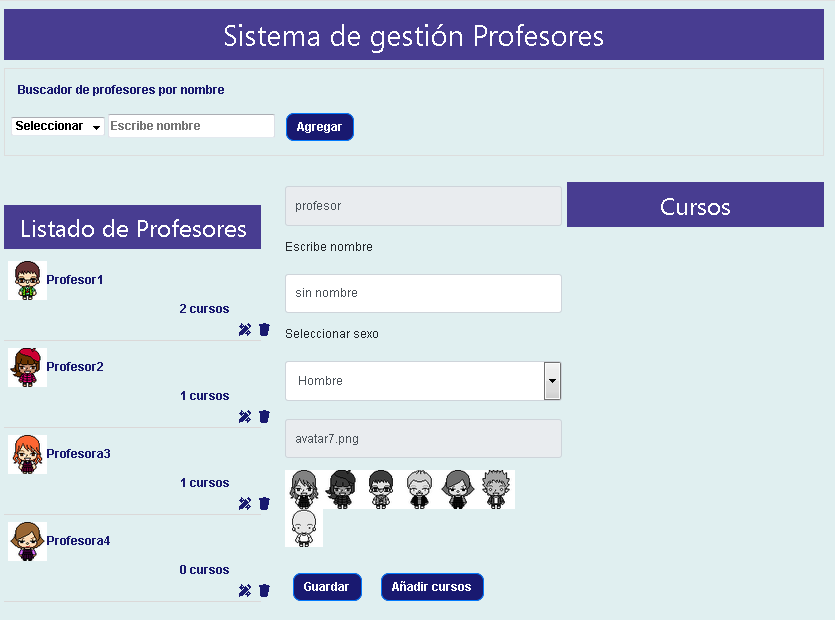 Sistema de gestión Profesores
Buscador de profesores por nombre
Seleccionar Escribe nombre Agregar
Listado de Profesores
Profesor1
2 cursos
Profesor2
1 cursos
Profesora3
1 cursos
Profesora4
0 cursos
profesor
Escribe nombre
sin nombre
Seleccionar sexo
Hombre
avatar7.png
Guardar Añadir cursos
Cursos